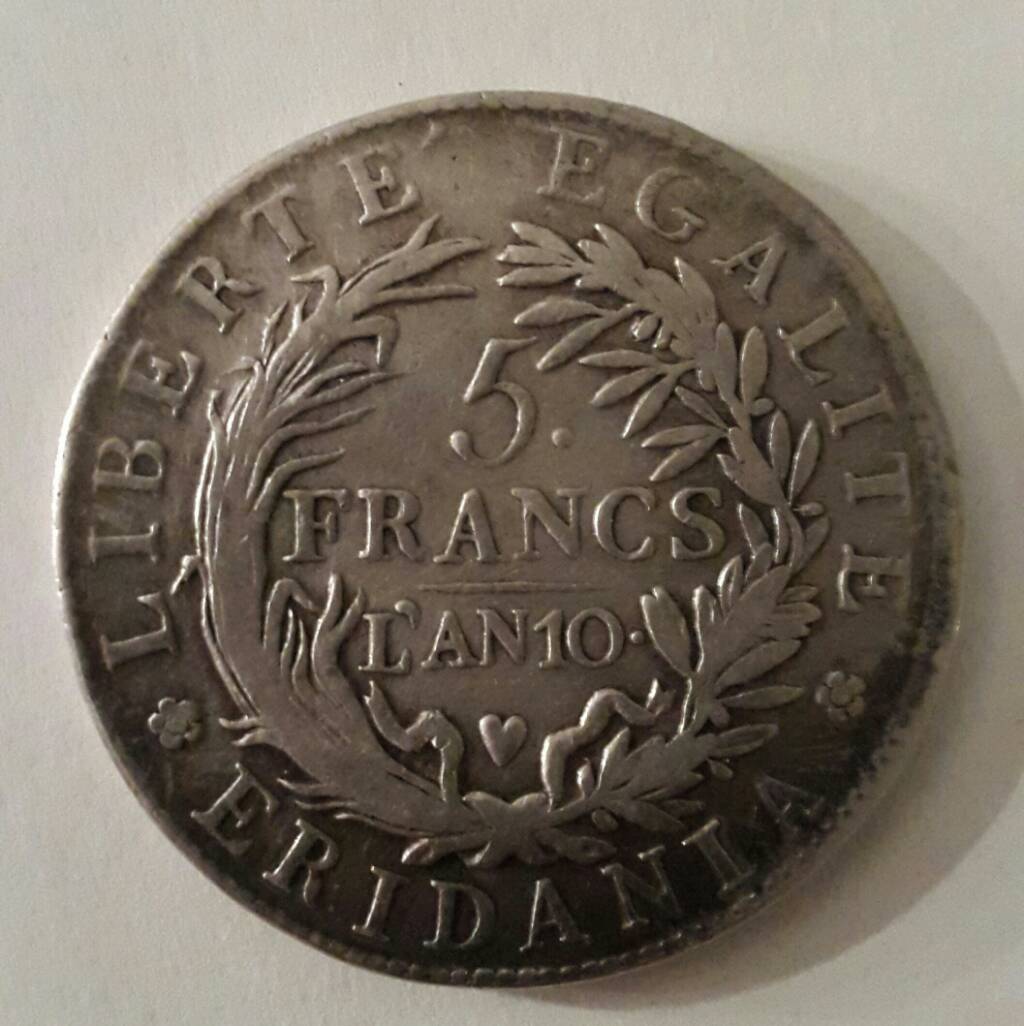 LIBERTE' EGALITE
5.
FRANCS
L'AN10·
ERIDANIA